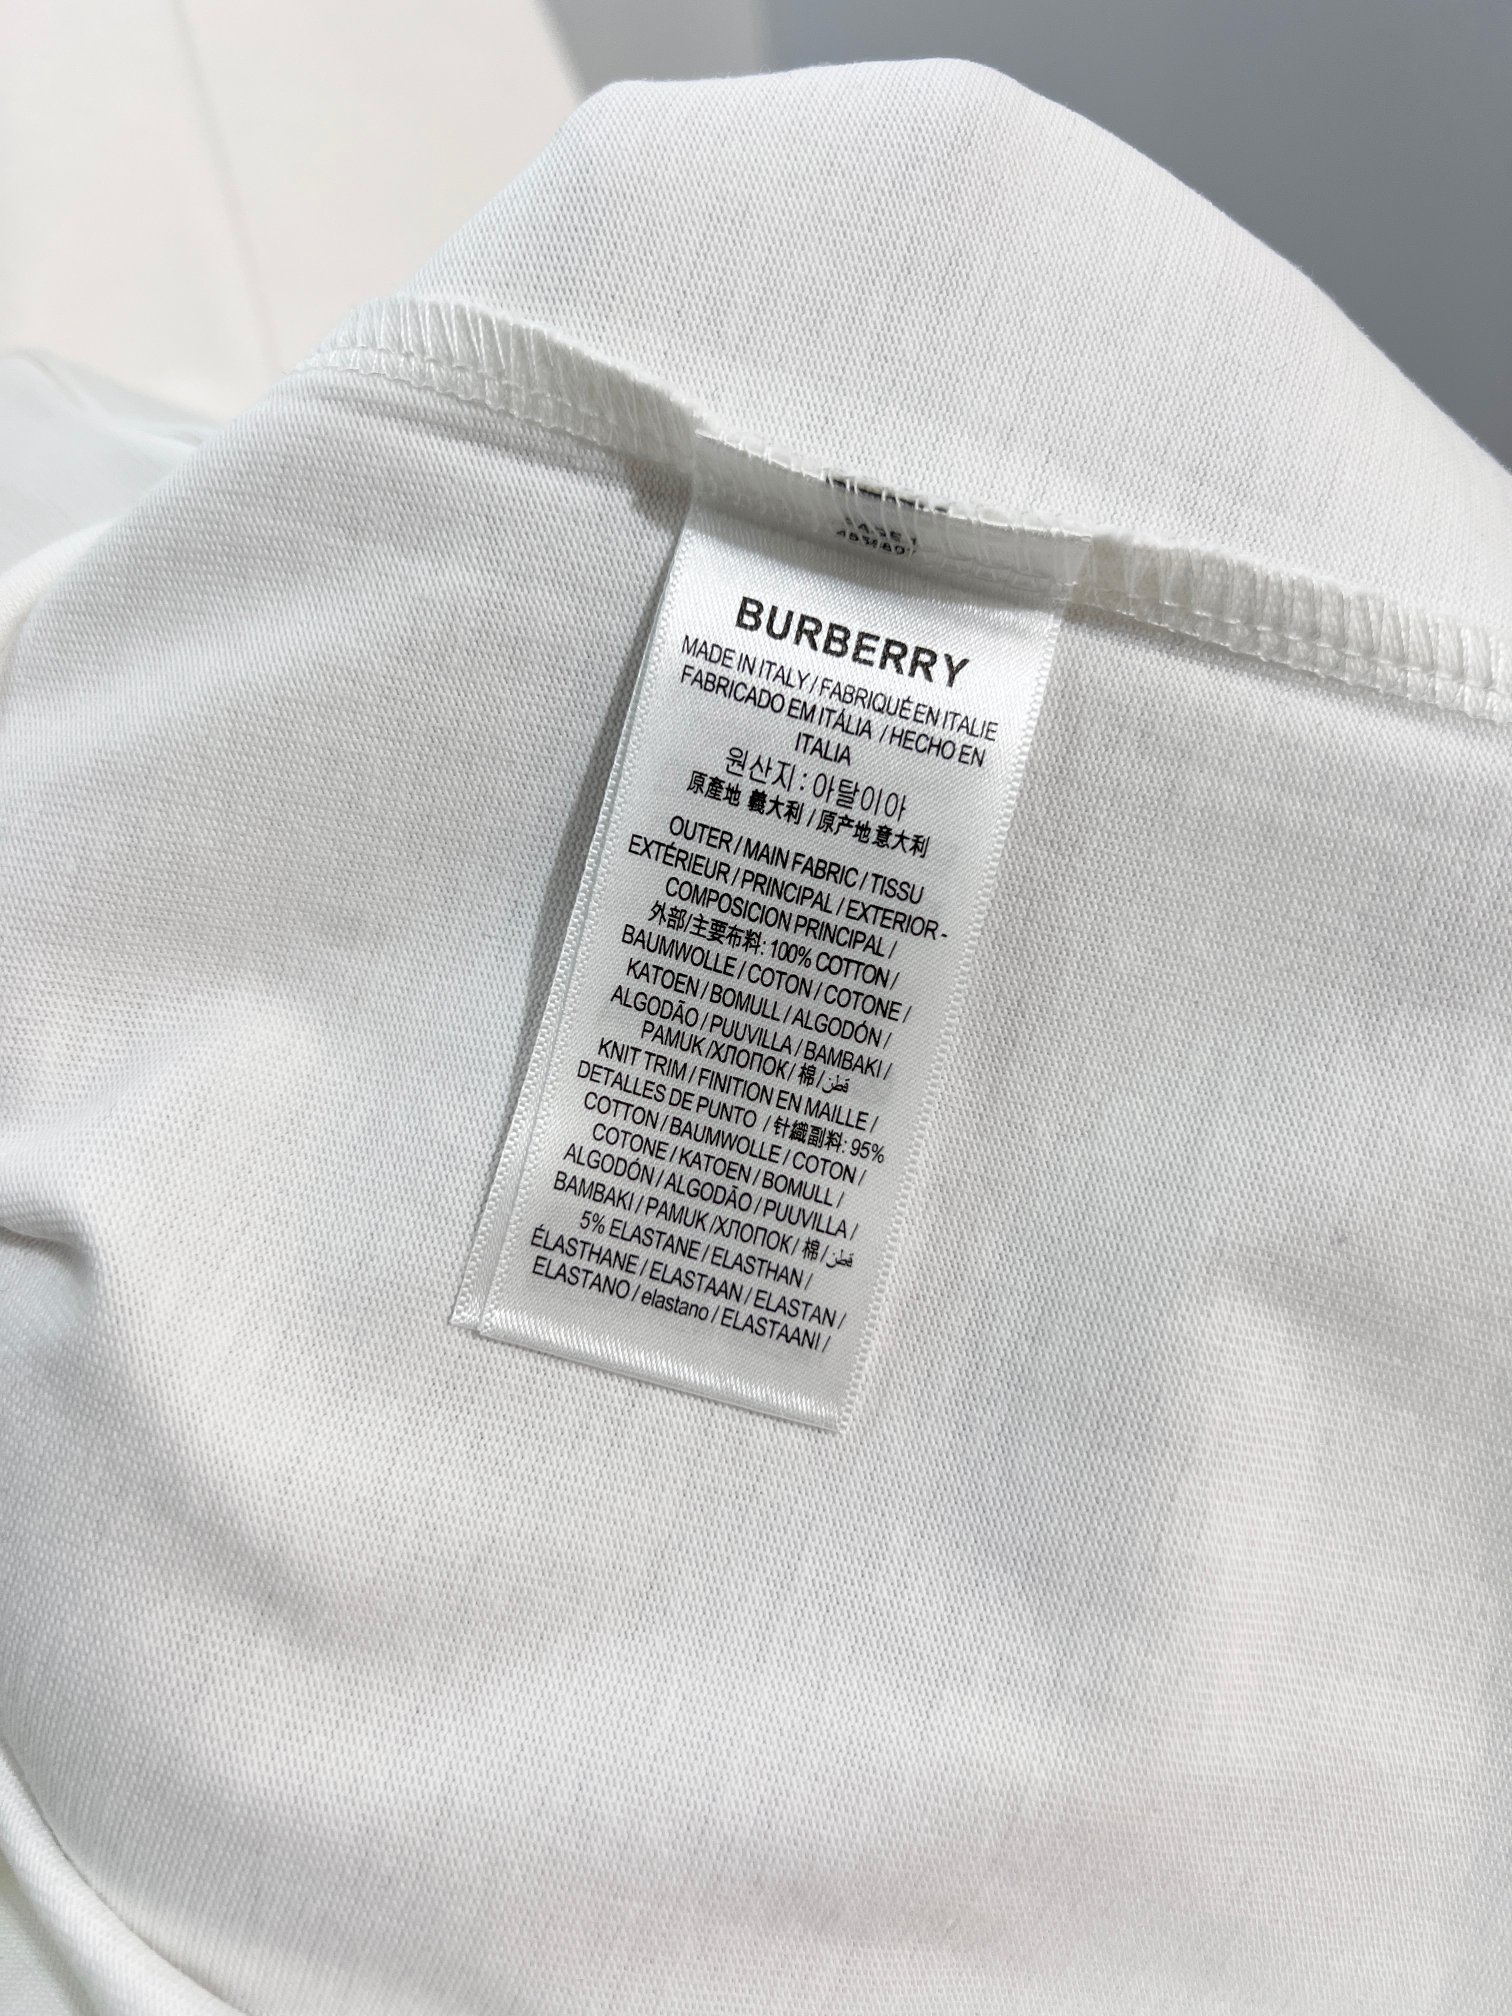 BURBERRY
MADE IN ITALY / FABRIQUÉ EN ITALIE
FABRICADO EM ITÁLIA / HECHO EN
ITALIA
원산지 : 아탈이아
原產地 義大利 / 原产地 意大利
OUTER / MAIN FABRIC / TISSU
EXTÉRIEUR / PRINCIPAL / EXTERIOR -
COMPOSICION PRINCIPAL /
外部/主要布料: 100% COTTON /
BAUMWOLLE / COTON / COTONE /
KATOEN / BOMULL / ALGODÓN /
ALGODÃO / PUUVILLA / BAMBAKI /
PAMUK /ХЛОПОК / 棉 / قطن
KNIT TRIM / FINITION EN MAILLE /
DETALLES DE PUNTO / 针織副料: 95%
COTTON / BAUMWOLLE / COTON /
COTONE / KATOEN / BOMULL /
ALGODÓN / ALGODÃO / PUUVILLA /
BAMBAKI / PAMUK /ХЛОПОК / 棉 / قطن
5% ELASTANE / ELASTHAN /
ÉLASTHANE / ELASTAAN / ELASTAN /
ELASTANO / elastano / ELASTAANI /